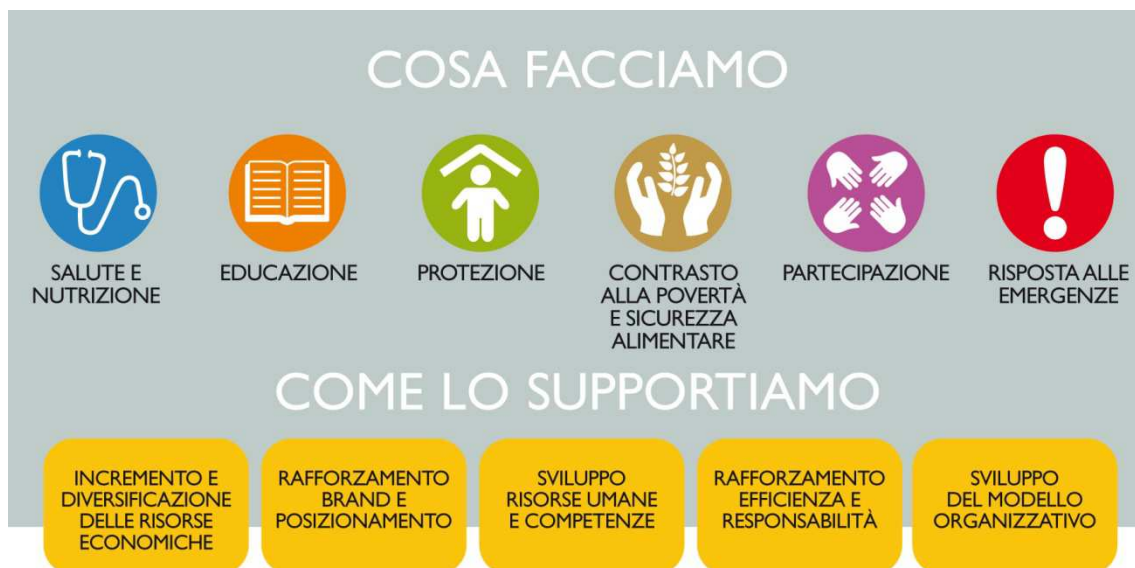 COSA FACCIAMO
SALUTE E
NUTRIZIONE
EDUCAZIONE
PROTEZIONE
CONTRASTO
ALLA POVERTÀ
E SICUREZZA
ALIMENTARE
PARTECIPAZIONE
RISPOSTA ALLE
EMERGENZE
COME LO SUPPORTIAMO
INCREMENTO E
DIVERSIFICAZIONE
DELLE RISORSE
ECONOMICHE
RAFFORZAMENTO
BRAND E
POSIZIONAMENTO
SVILUPPO
RISORSE UMANE
E COMPETENZE
RAFFORZAMENTO
EFFICIENZA E
RESPONSABILITÀ
SVILUPPO
DEL MODELLO
ORGANIZZATIVO